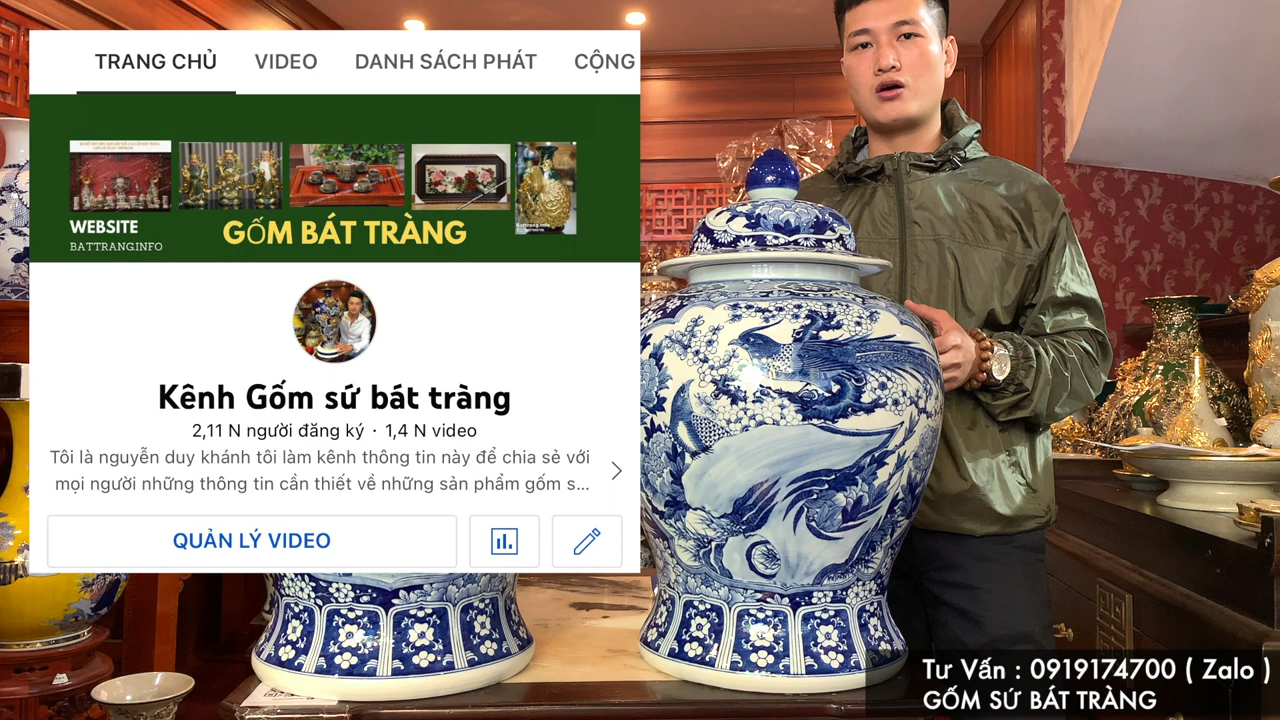 TRANG CHỦ VIDEO DANH SÁCH PHÁT CỘNG
WEBSITE
BATTRANG.INFO
GỐM BÁT TRÀNG
Kênh Gốm sứ bát tràng
2,11 N người đăng ký · 1,4 N video
Tôi là nguyễn duy khánh tôi làm kênh thông tin này để chia sẻ với
mọi người những thông tin cần thiết về những sản phẩm gốm s...
QUẢN LÝ VIDEO
Tư Vấn : 0919174700 ( Zalo )
GỐM SỨ BÁT TRÀNG